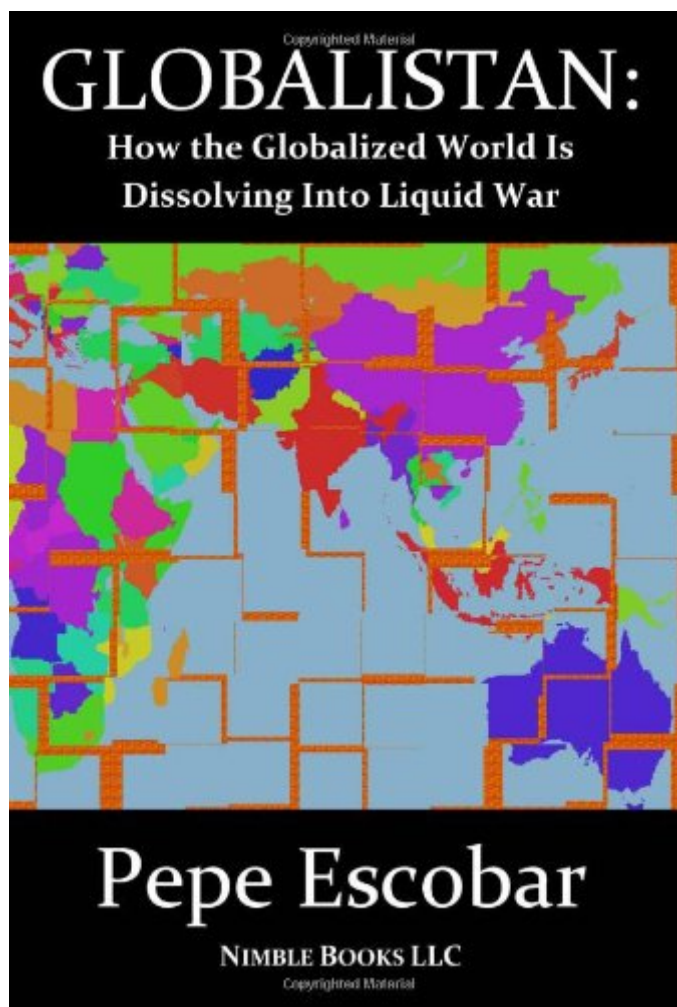 Copyrighted Material
GLOBALISTAN:
How the Globalized World Is
Dissolving Into Liquid War
Pepe Escobar
NIMBLE BOOKS LLC
Copyrighted Material